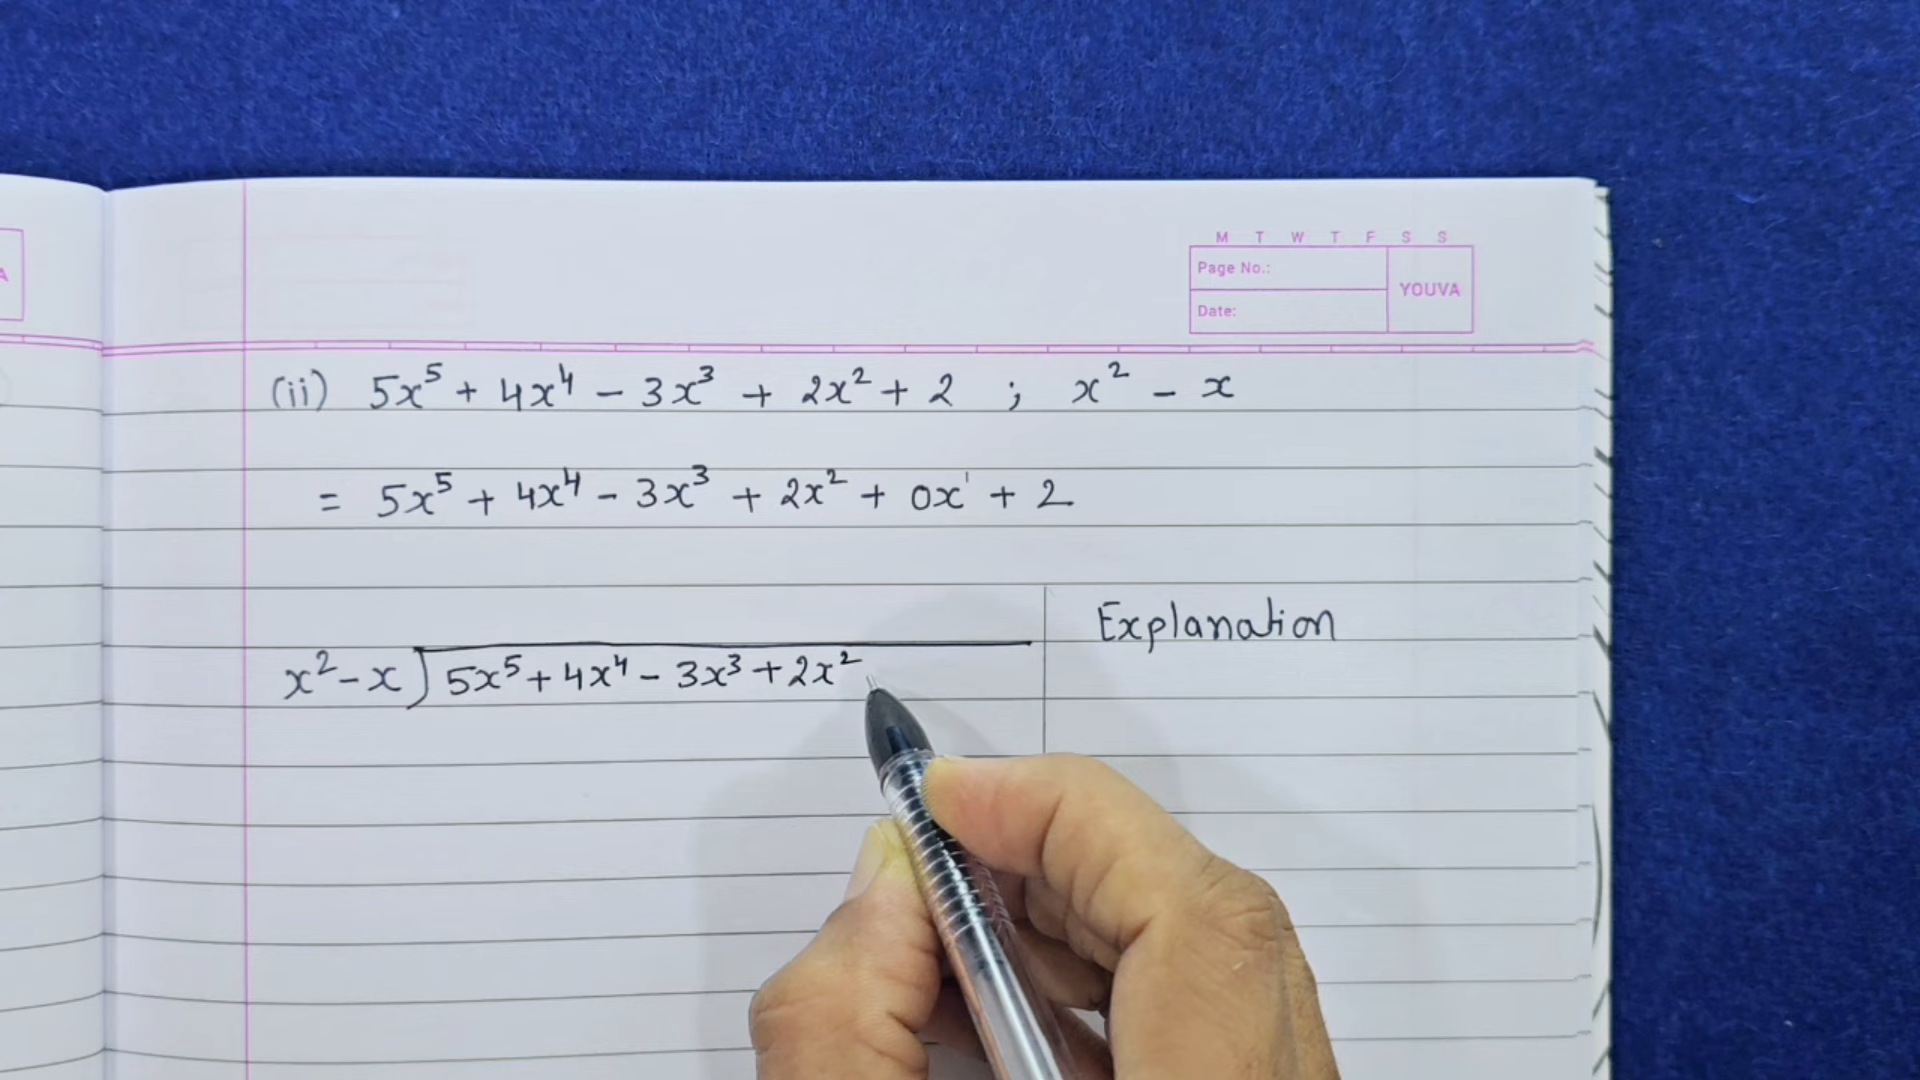 M T W T F S S
Page No.:
YOUVA
Date:
(ii) 5x⁵ + 4x⁴ - 3x³ + 2x² + 2 ; x² - x
= 5x⁵ + 4x⁴ - 3x³ + 2x² + 0x¹ + 2
Explanation
x² - x ) 5x⁵ + 4x⁴ - 3x³ + 2x²